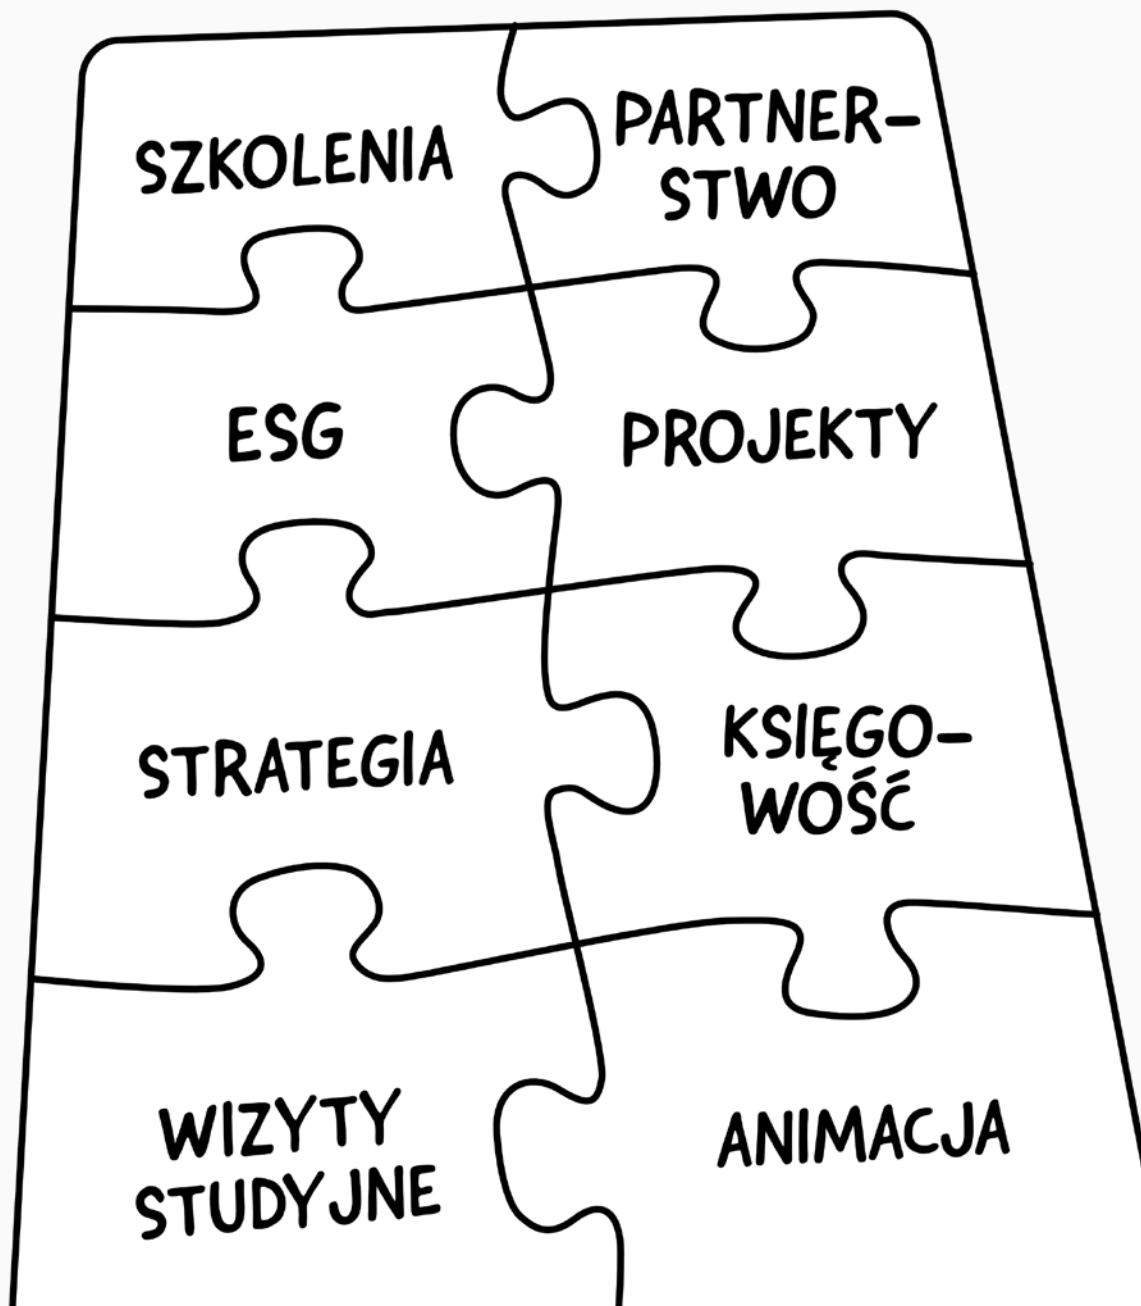 SZKOLENIA
PARTNER-
STWO
ESG
PROJEKTY
STRATEGIA
KSIĘGO-
WOŚĆ
WIZYTY
STUDYJNE
ANIMACJA